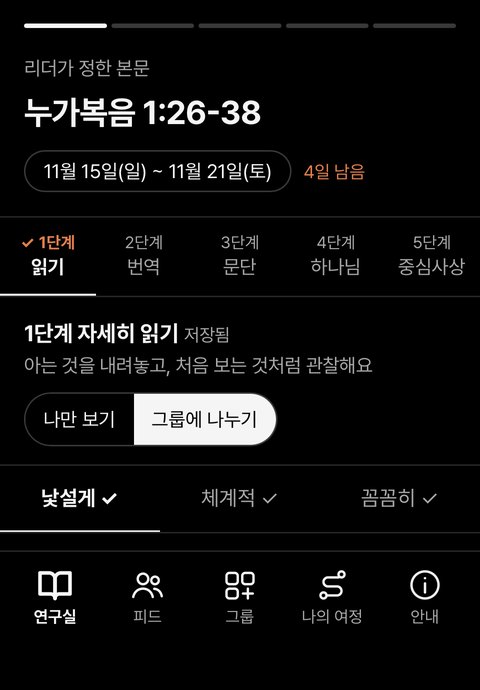 리더가 정한 본문
누가복음 1:26-38
11월 15일(일) ~ 11월 21일(토) 4일 남음
✓ 1단계 2단계 3단계 4단계 5단계
읽기 번역 문단 하나님 중심사상
1단계 자세히 읽기 저장됨
아는 것을 내려놓고, 처음 보는 것처럼 관찰해요
나만 보기 그룹에 나누기
낯설게 ✓ 체계적 ✓ 꼼꼼히 ✓
연구실 피드 그룹 나의 여정 안내